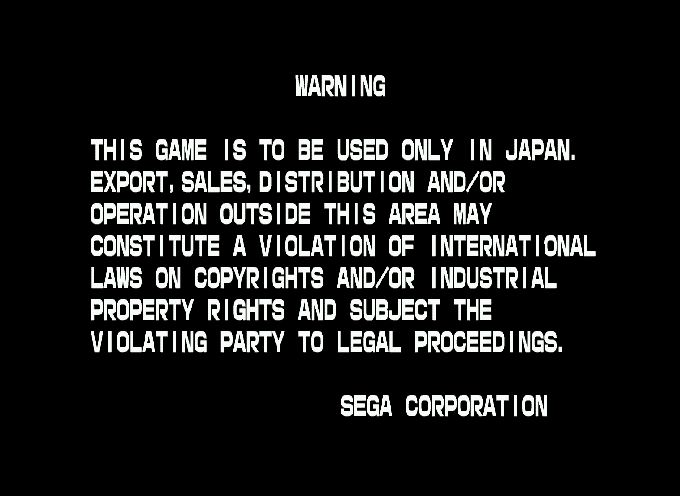 WARNING
THIS GAME IS TO BE USED ONLY IN JAPAN.
EXPORT, SALES, DISTRIBUTION AND/OR
OPERATION OUTSIDE THIS AREA MAY
CONSTITUTE A VIOLATION OF INTERNATIONAL
LAWS ON COPYRIGHTS AND/OR INDUSTRIAL
PROPERTY RIGHTS AND SUBJECT THE
VIOLATING PARTY TO LEGAL PROCEEDINGS.
SEGA CORPORATION